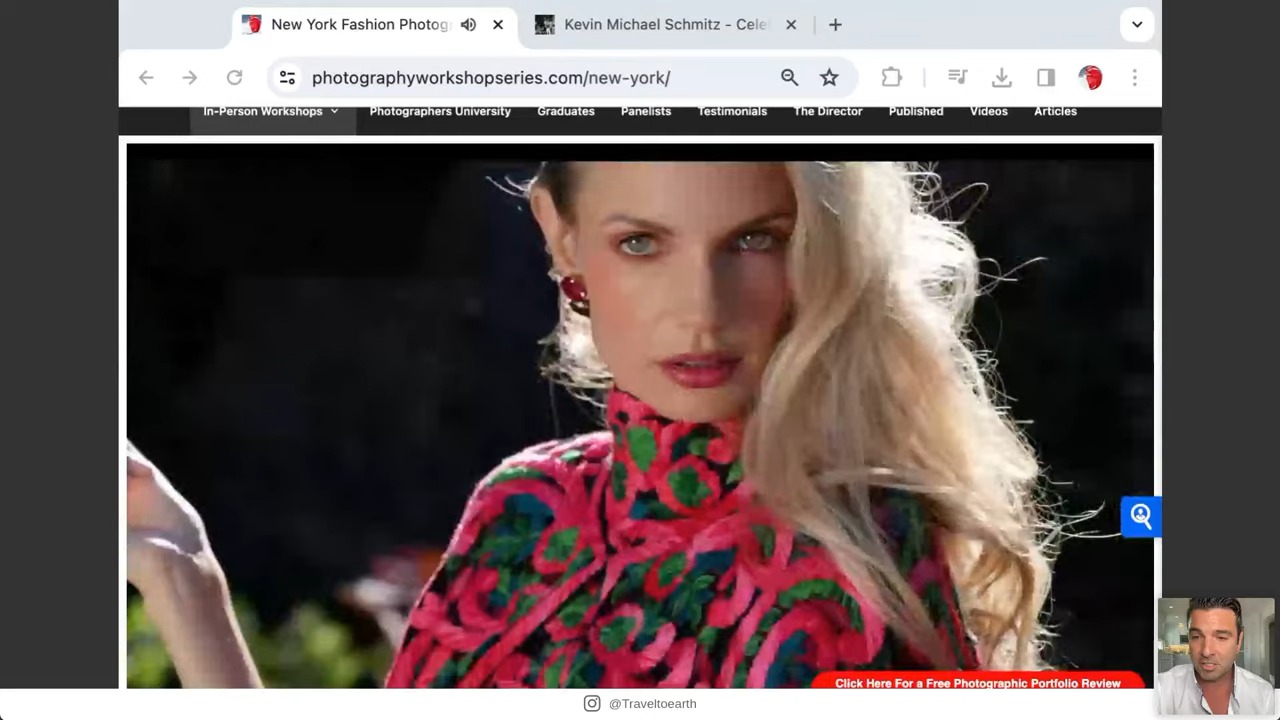 New York Fashion Photog
Kevin Michael Schmitz - Cele
photographyworkshopseries.com/new-york/
In-Person Workshops Photographers University Graduates Panelists Testimonials The Director Published Videos Articles
Click Here For a Free Photographic Portfolio Review
@Traveltoearth